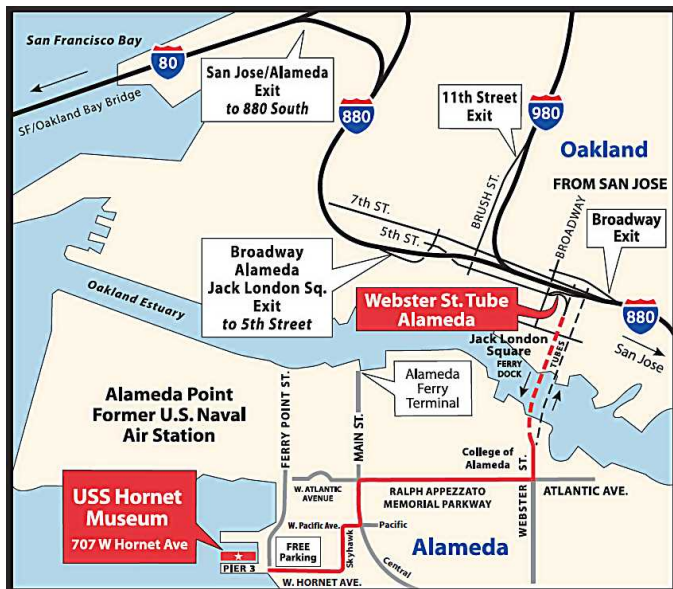 San Francisco Bay
80
SF/Oakland Bay Bridge
San Jose/Alameda
Exit
to 880 South
880
11th Street
Exit
980
Oakland
FROM SAN JOSE
7th ST.
5th ST.
BRUSH ST.
BROADWAY
Broadway
Exit
Broadway
Alameda
Jack London Sq.
Exit
to 5th Street
Webster St. Tube
Alameda
880
San Jose
Oakland Estuary
Jack London
Square
FERRY
DOCK
TUBES
Alameda Point
Former U.S. Naval
Air Station
FERRY POINT ST.
MAIN ST.
Alameda
Ferry
Terminal
College of
Alameda
WEBSTER ST.
USS Hornet
Museum
707 W Hornet Ave
PIER 3
W. ATLANTIC
AVENUE
RALPH APPEZZATO
MEMORIAL PARKWAY
ATLANTIC AVE.
W. Pacific Ave.
Pacific
FREE
Parking
Skyhawk
Central
Alameda
W. HORNET AVE.